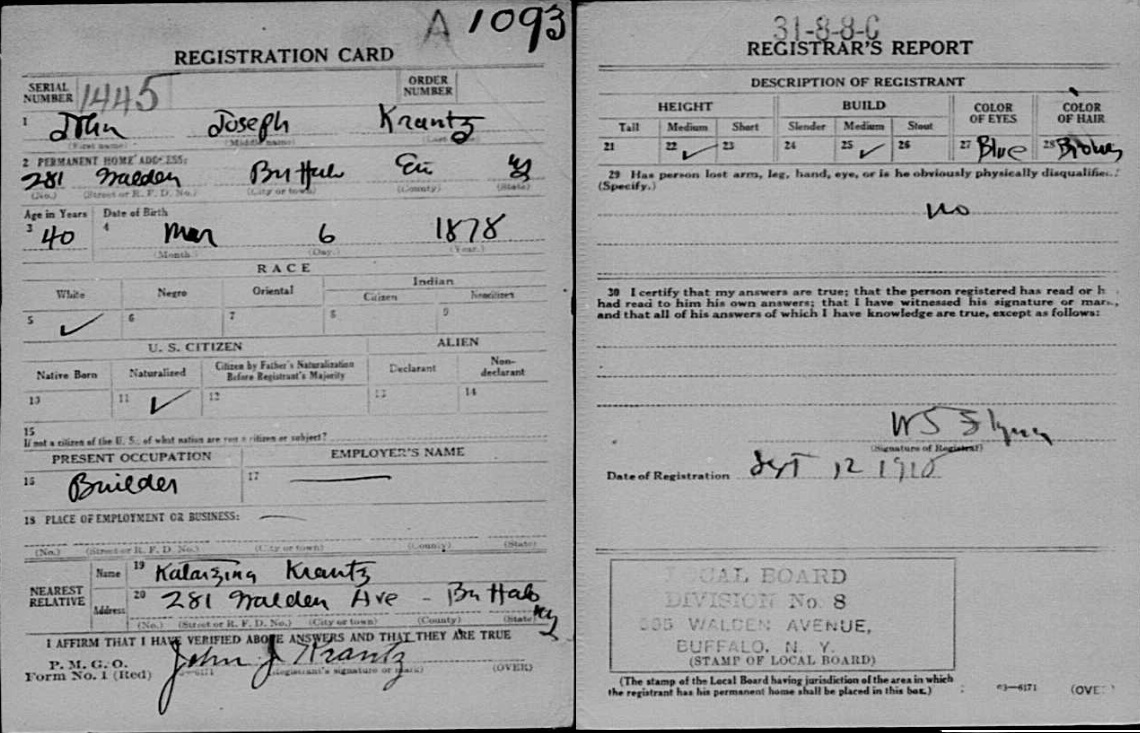 A 1093
REGISTRATION CARD
SERIAL NUMBER 1445 ORDER NUMBER
1 John Joseph Krantz
(First name) (Middle name) (Last name)
2 PERMANENT HOME ADDRESS:
281 Walden Buffalo Erie NY
(No.) (Street or R. F. D. No.) (City or town) (County) (State)
Age in Years Date of Birth
3 40 4 Mar 6 1878
(Month.) (Day.) (Year.)
RACE
White Negro Oriental Indian
Citizen Noncitizen
5 ✓ 6 7 8 9
U. S. CITIZEN ALIEN
Native Born Naturalized Citizen by Father's Naturalization Before Registrant's Majority Declarant Non-declarant
10 11 ✓ 12 13 14
15
If not a citizen of the U. S., of what nation are you a citizen or subject?
PRESENT OCCUPATION EMPLOYER'S NAME
16 Builder 17 —
18 PLACE OF EMPLOYMENT OR BUSINESS: —
(No.) (Street or R. F. D. No.) (City or town) (County) (State)
NEAREST RELATIVE Name 19 Katarzina Krantz
Address 20 281 Walden Ave - Buffalo NY
(No.) (Street or R. F. D. No.) (City or town) (County) (State)
I AFFIRM THAT I HAVE VERIFIED ABOVE ANSWERS AND THAT THEY ARE TRUE
P. M. G. O.
Form No. 1 (Red) John J Krantz
(Registrant's signature or mark) (OVER)
31-8-8-C
REGISTRAR'S REPORT
DESCRIPTION OF REGISTRANT
HEIGHT BUILD COLOR OF EYES COLOR OF HAIR
Tall Medium Short Slender Medium Stout
21 22 ✓ 23 24 25 ✓ 26 27 Blue 28 Brown
29 Has person lost arm, leg, hand, eye, or is he obviously physically disqualified?
(Specify.)
No
30 I certify that my answers are true; that the person registered has read or h
had read to him his own answers; that I have witnessed his signature or mark,
and that all of his answers of which I have knowledge are true, except as follows:
W S Flynn
(Signature of Registrar)
Date of Registration Sept 12 1918
LOCAL BOARD
DIVISION No. 8
WALDEN AVENUE,
BUFFALO, N. Y.
(STAMP OF LOCAL BOARD)
(The stamp of the Local Board having jurisdiction of the area in which
the registrant has his permanent home shall be placed in this box.)
03—6171 (OVE